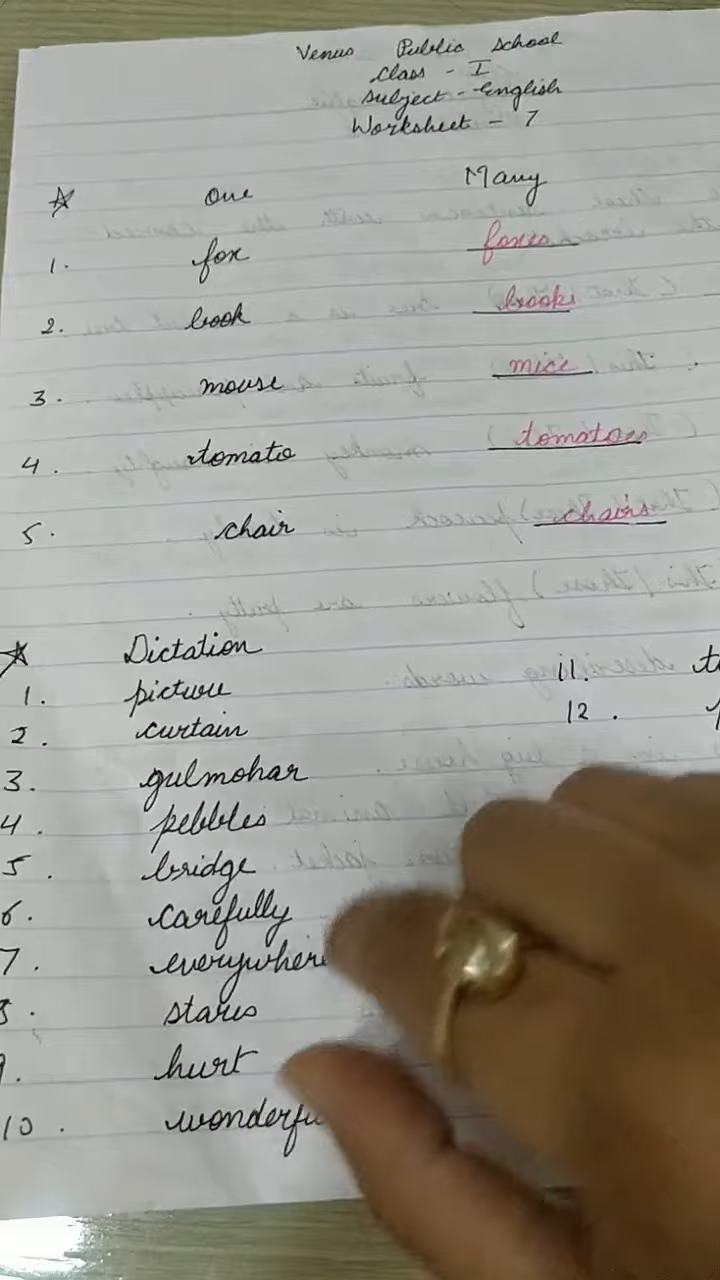 Venus Public School
Class - I
Subject - English
Worksheet - 7
One Many
1. fox foxes
2. book books
3. mouse mice
4. tomato tomatoes
5. chair chairs
Dictation
1. picture 11.
2. curtain 12.
3. gulmohar
4. pebbles
5. bridge
6. carefully
7. everywhere
8. stares
9. hurt
10. wonderfu